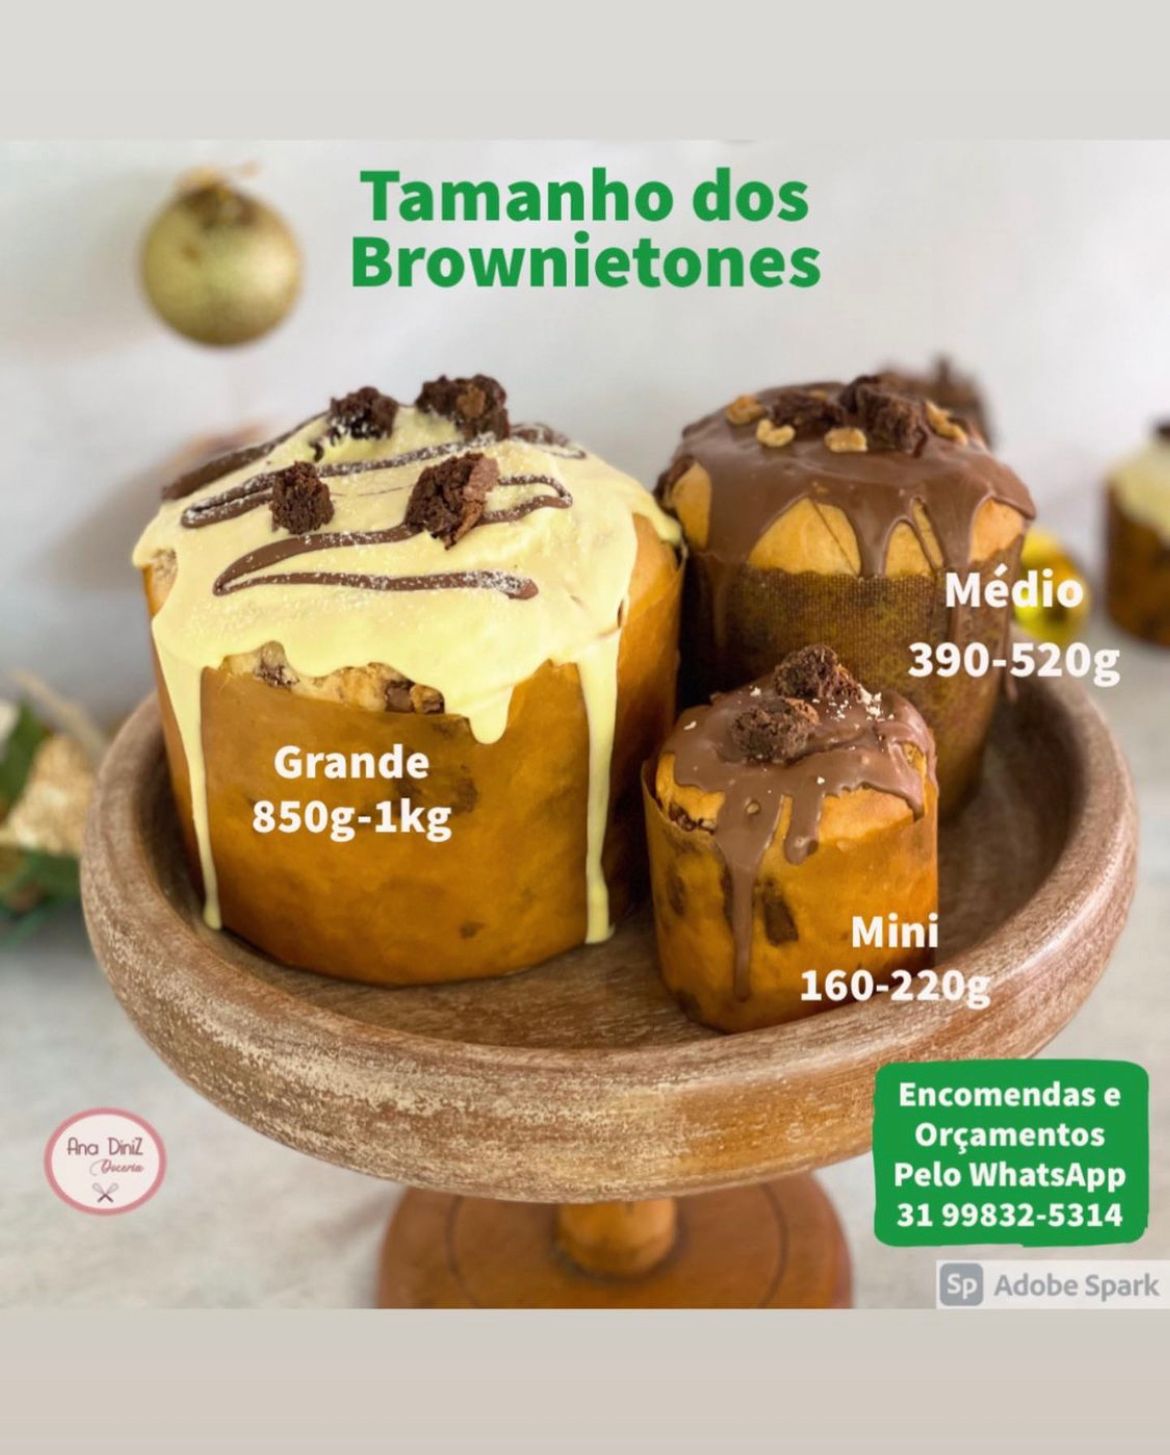 Tamanho dos
Brownietones
Médio
390-520g
Grande
850g-1kg
Mini
160-220g
Encomendas e
Orçamentos
Pelo WhatsApp
31 99832-5314
Ana DiniZ
Doceria
Sp Adobe Spark